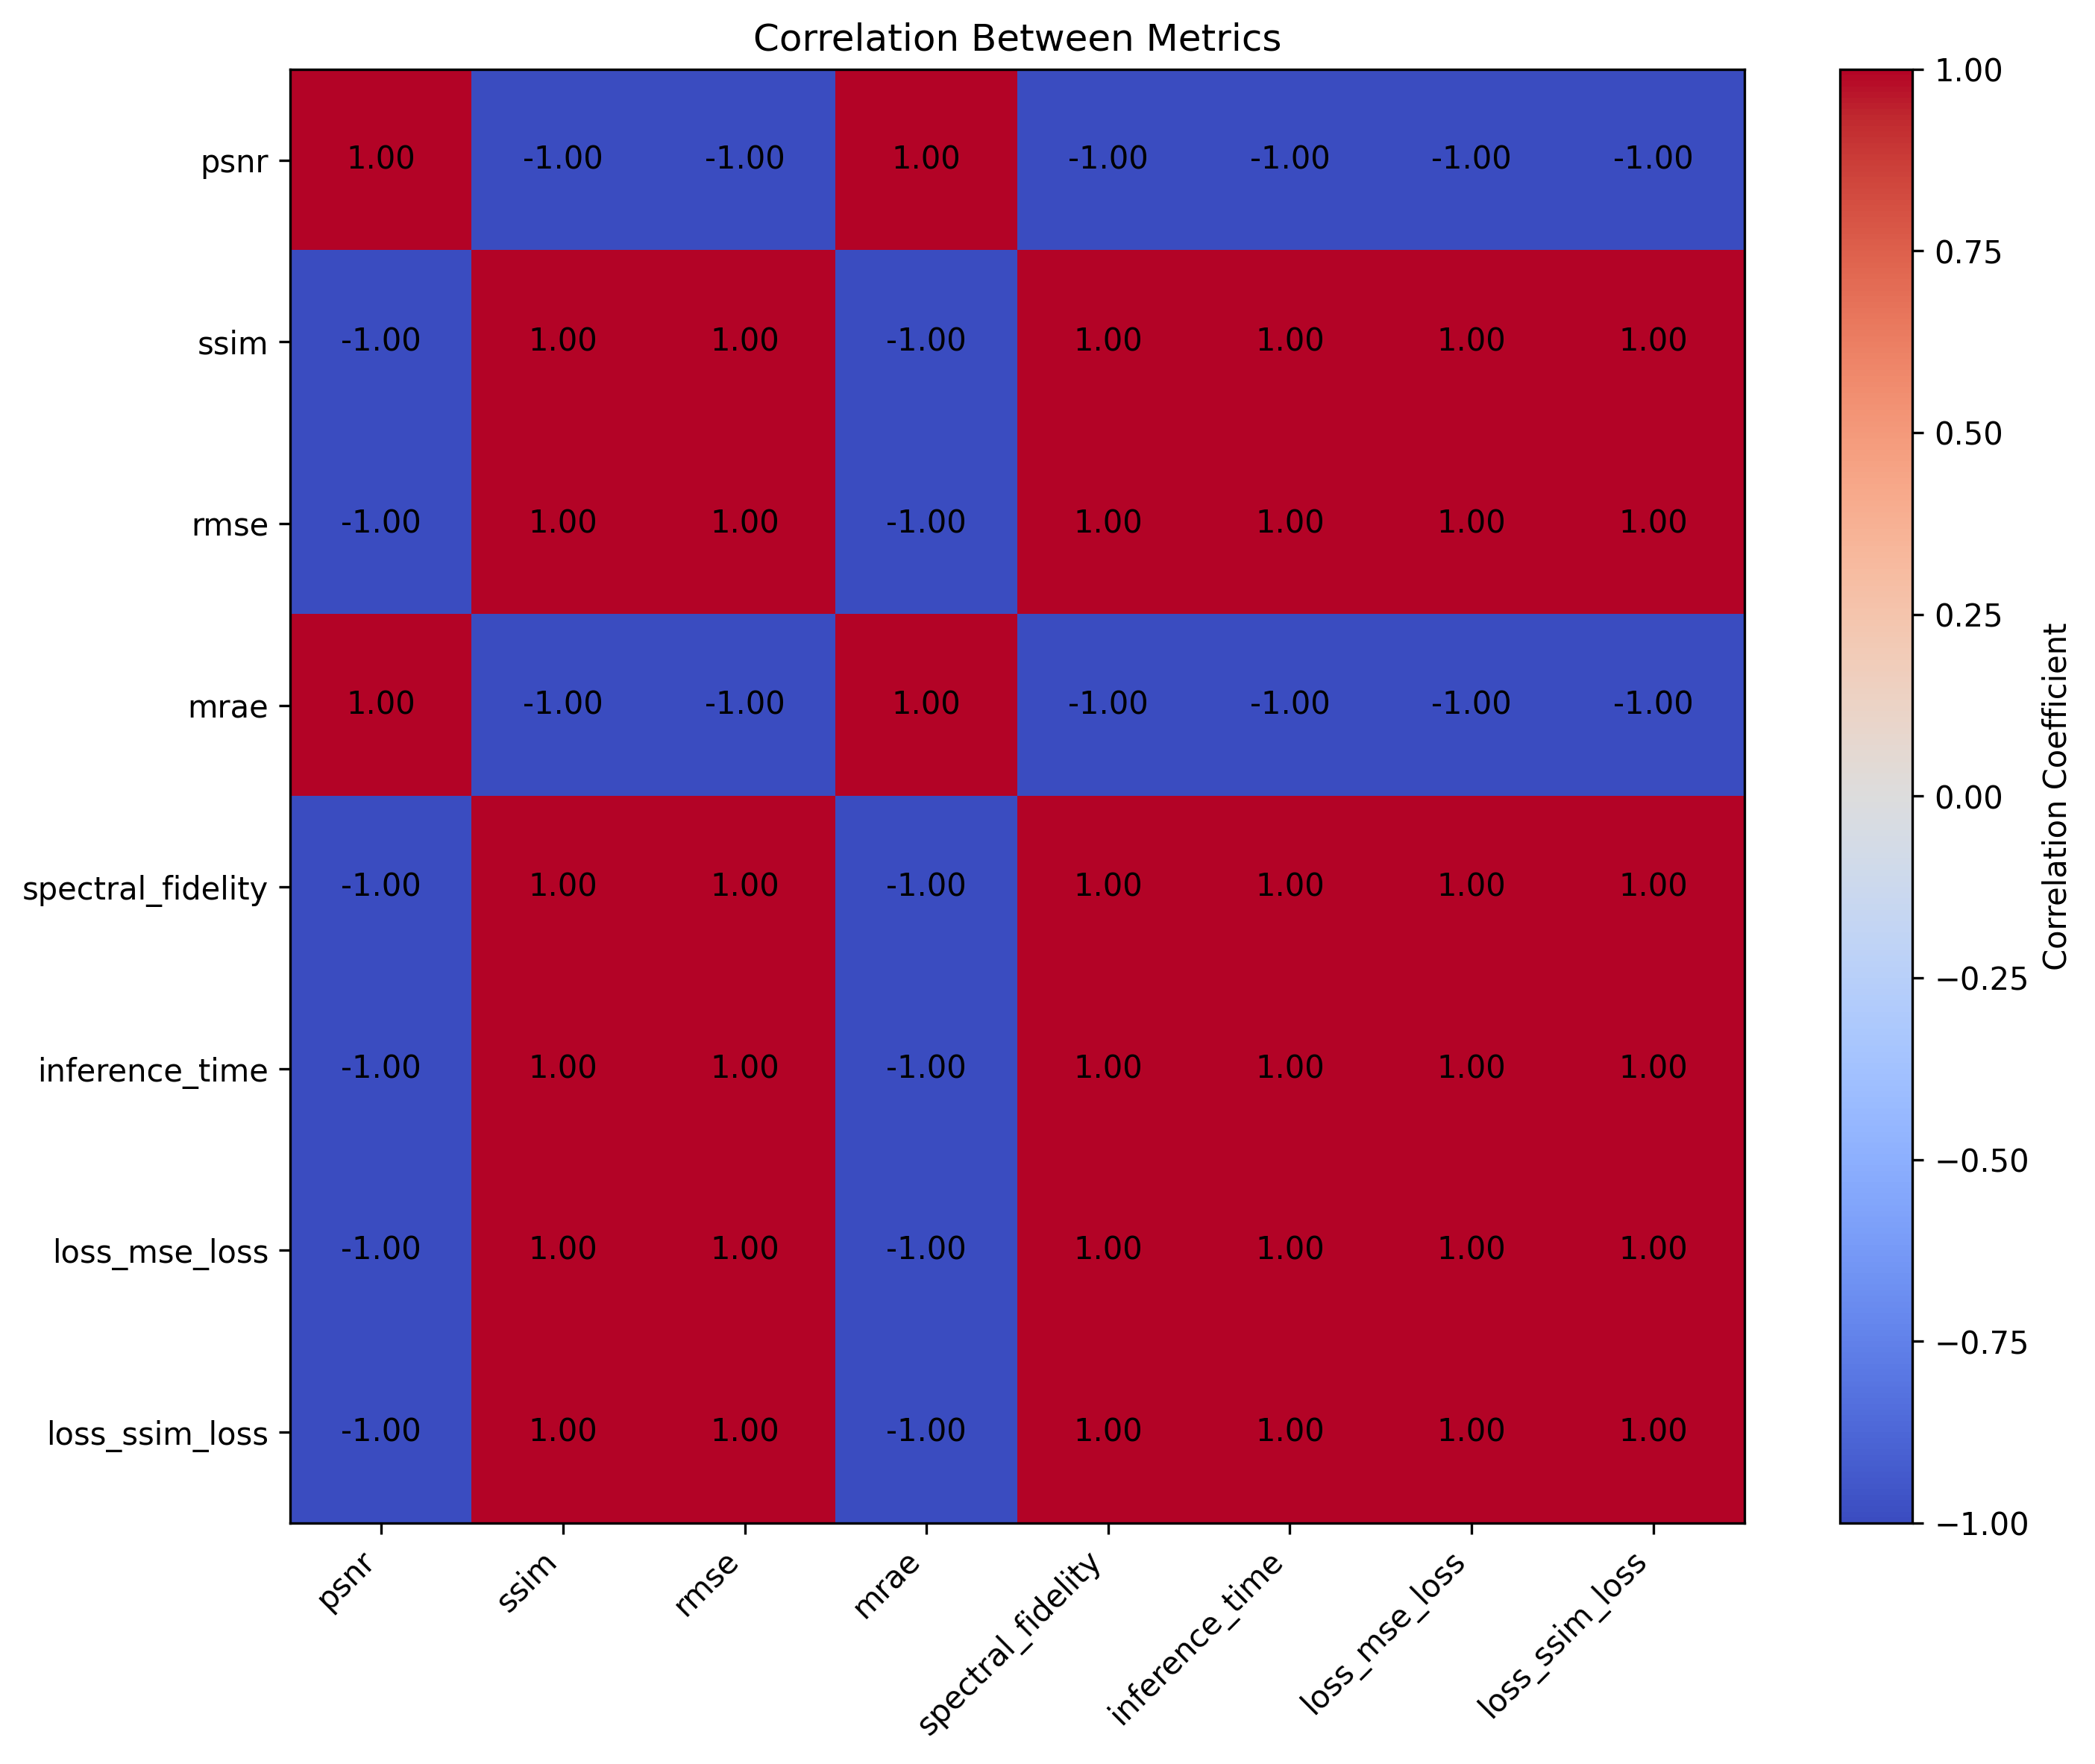 Correlation Between Metrics
psnr 1.00 -1.00 -1.00 1.00 -1.00 -1.00 -1.00 -1.00
ssim -1.00 1.00 1.00 -1.00 1.00 1.00 1.00 1.00
rmse -1.00 1.00 1.00 -1.00 1.00 1.00 1.00 1.00
mrae 1.00 -1.00 -1.00 1.00 -1.00 -1.00 -1.00 -1.00
spectral_fidelity -1.00 1.00 1.00 -1.00 1.00 1.00 1.00 1.00
inference_time -1.00 1.00 1.00 -1.00 1.00 1.00 1.00 1.00
loss_mse_loss -1.00 1.00 1.00 -1.00 1.00 1.00 1.00 1.00
loss_ssim_loss -1.00 1.00 1.00 -1.00 1.00 1.00 1.00 1.00
psnr ssim rmse mrae spectral_fidelity inference_time loss_mse_loss loss_ssim_loss
1.00
0.75
0.50
0.25
0.00
−0.25
−0.50
−0.75
−1.00
Correlation Coefficient